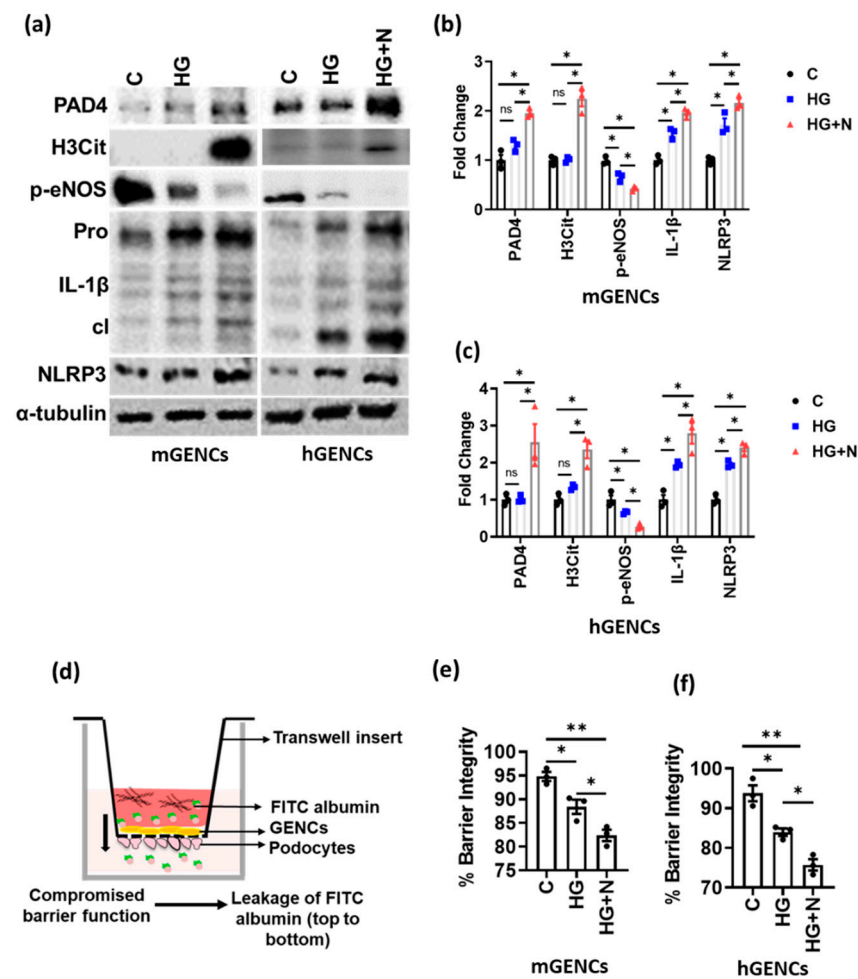 (a)
C HG C HG HG+N
PAD4
H3Cit
p-eNOS
Pro
IL-1β
cl
NLRP3
α-tubulin
mGENCs hGENCs
(b)
Fold Change
3
2
1
0
* * * * *
ns * ns * * * * * * *
C
HG
HG+N
PAD4 H3Cit p-eNOS IL-1β NLRP3
mGENCs
(c)
Fold Change
4
3
2
1
0
* * * * *
ns * ns * * * * * * *
C
HG
HG+N
PAD4 H3Cit p-eNOS IL-1β NLRP3
hGENCs
(d)
Transwell insert
FITC albumin
GENCs
Podocytes
Compromised
barrier function
Leakage of FITC
albumin (top to
bottom)
(e)
% Barrier Integrity
100
95
90
85
80
75
**
*
*
C HG HG+N
mGENCs
(f)
% Barrier Integrity
100
90
80
70
**
*
*
C HG HG+N
hGENCs